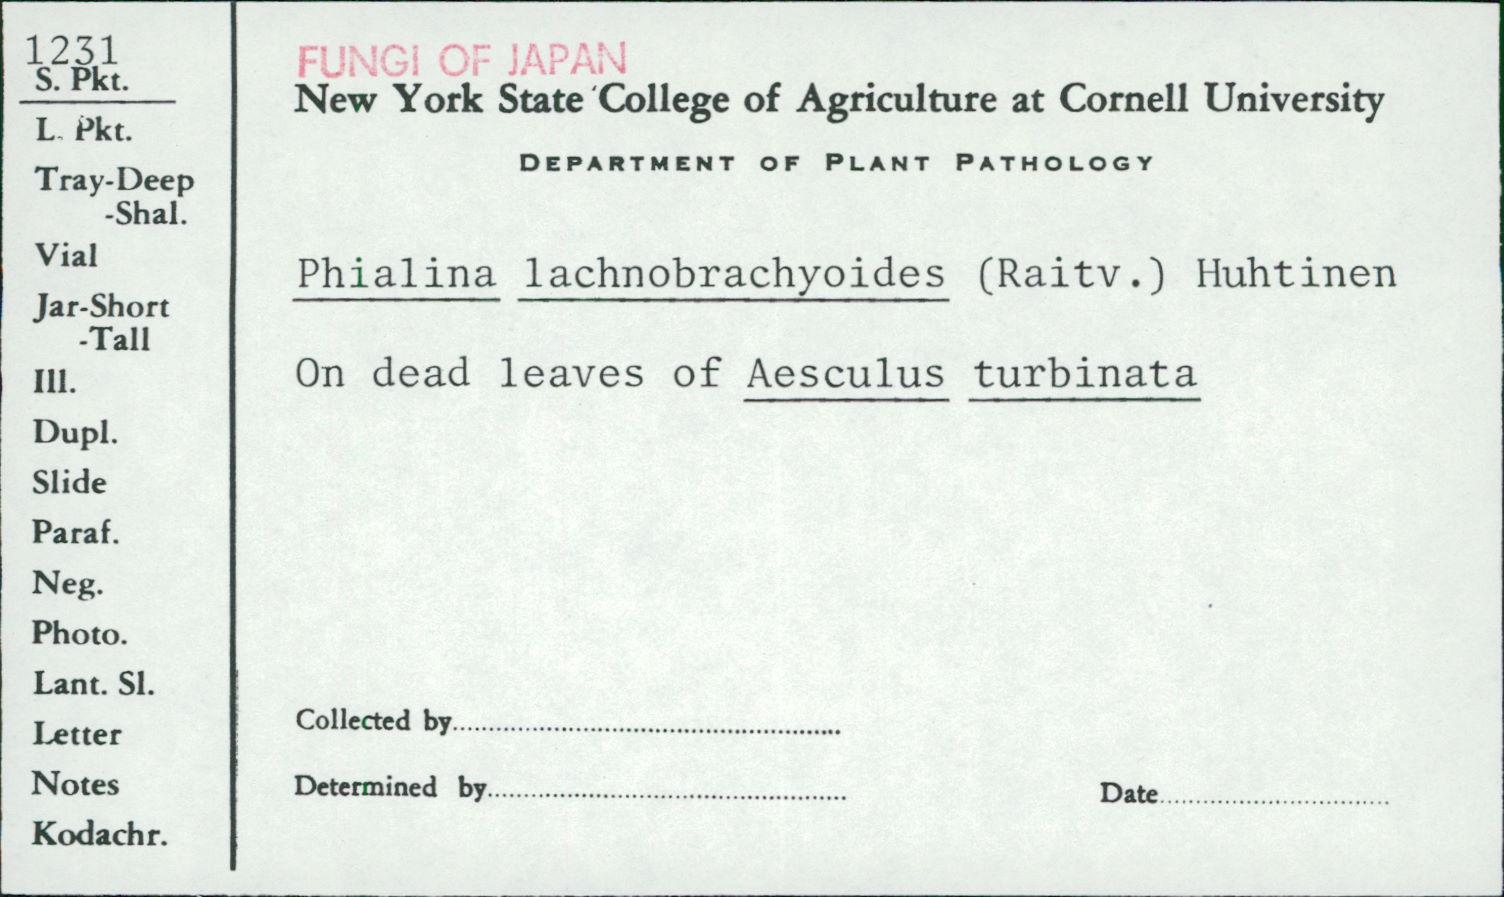 1231
S. Pkt.
L. Pkt.
Tray-Deep
-Shal.
Vial
Jar-Short
-Tall
Ill.
Dupl.
Slide
Paraf.
Neg.
Photo.
Lant. Sl.
Letter
Notes
Kodachr.
FUNGI OF JAPAN
New York State College of Agriculture at Cornell University
DEPARTMENT OF PLANT PATHOLOGY
Phialina lachnobrachyoides (Raitv.) Huhtinen
On dead leaves of Aesculus turbinata
Collected by
Determined by
Date